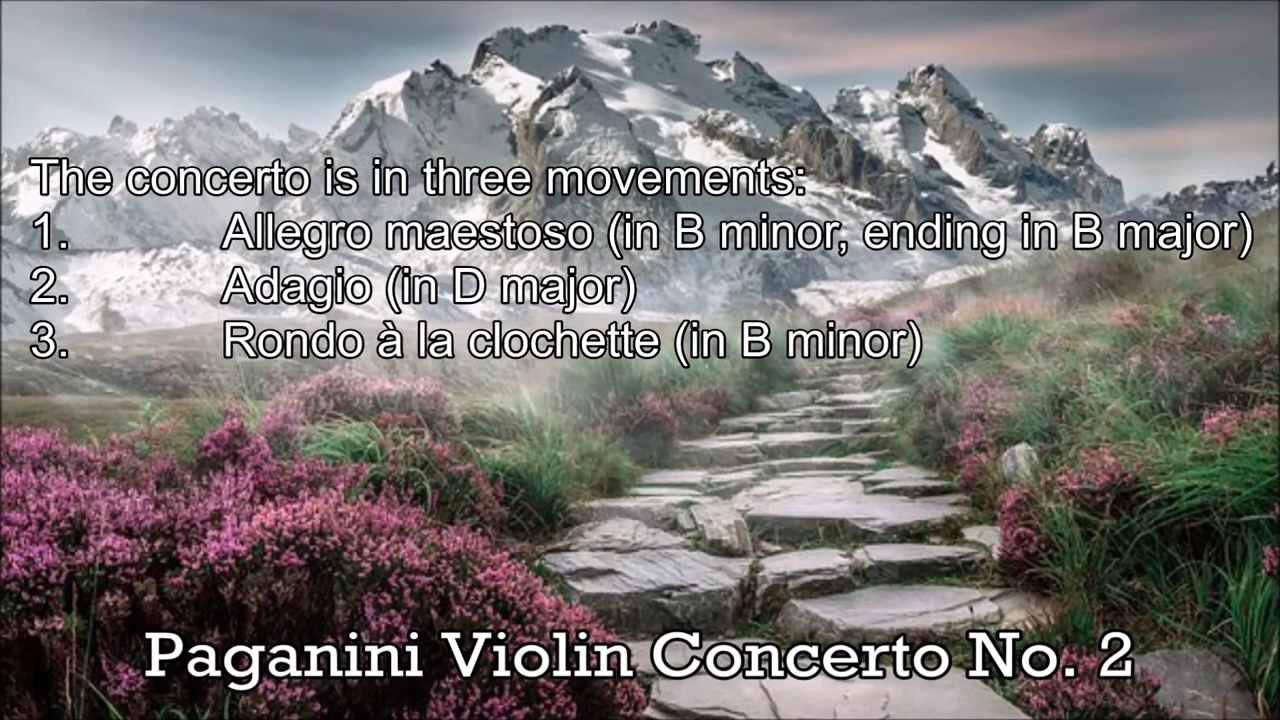 The concerto is in three movements:
1. Allegro maestoso (in B minor, ending in B major)
2. Adagio (in D major)
3. Rondo à la clochette (in B minor)
Paganini Violin Concerto No. 2